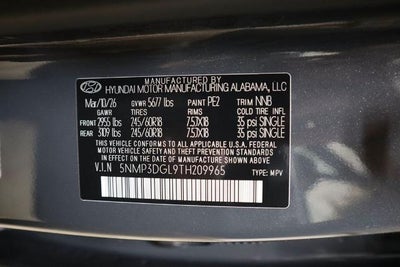 MANUFACTURED BY
HYUNDAI MOTOR MANUFACTURING ALABAMA, LLC
Mar/10/26 GVWR 5677 lbs PAINT PE2 TRIM NNB
GAWR TIRES RIMS COLD TIRE INFL.
FRONT 2955 lbs 245/60R18 7.5JX18 35 psi SINGLE
REAR 3109 lbs 245/60R18 7.5JX18 35 psi SINGLE
THIS VEHICLE CONFORMS TO ALL APPLICABLE U.S. FEDERAL
MOTOR VEHICLE SAFETY AND THEFT PREVENTION STANDARDS
IN EFFECT ON THE DATE OF MANUFACTURE SHOWN ABOVE.
V.I.N 5NMP3DGL9TH209965
TYPE: MPV